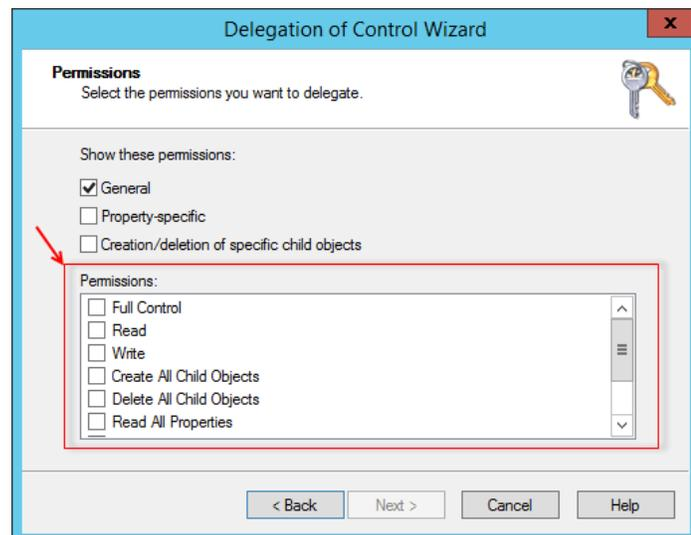 Delegation of Control Wizard
x
Permissions
Select the permissions you want to delegate.
Show these permissions:
General
Property-specific
Creation/deletion of specific child objects
Permissions:
Full Control
Read
Write
Create All Child Objects
Delete All Child Objects
Read All Properties
< Back
Next >
Cancel
Help